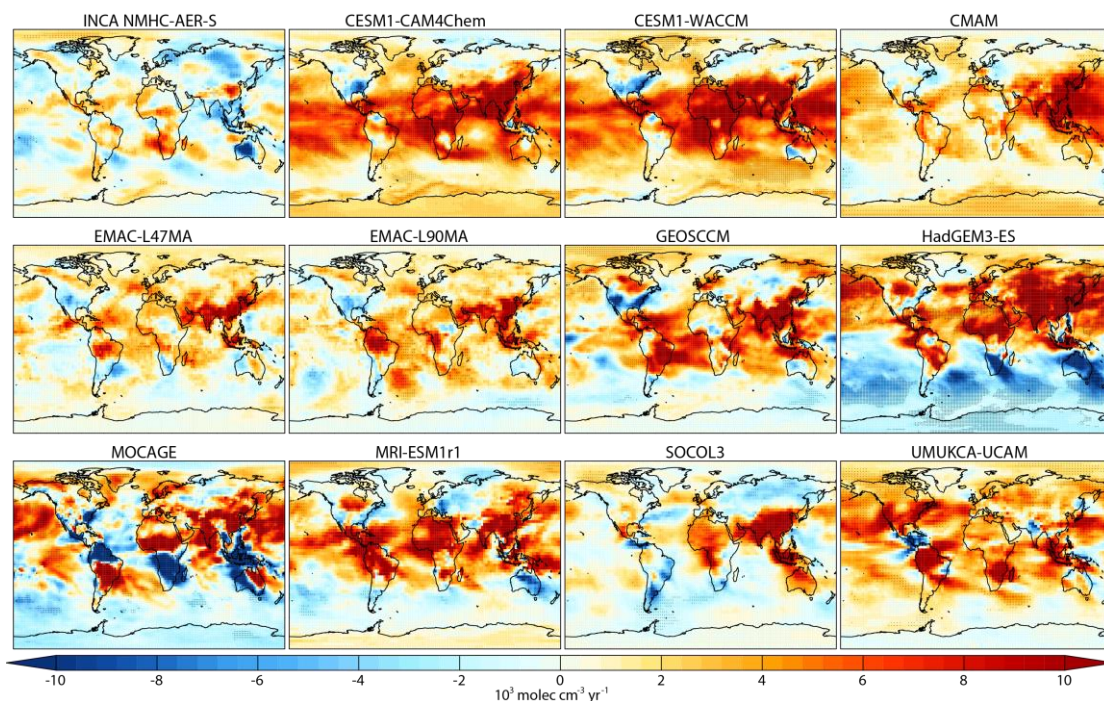 INCA NMHC-AER-S CESM1-CAM4Chem CESM1-WACCM CMAM
EMAC-L47MA EMAC-L90MA GEOSCCM HadGEM3-ES
MOCAGE MRI-ESM1r1 SOCOL3 UMUKCA-UCAM
-10 -8 -6 -4 -2 0 2 4 6 8 10
10³ molec cm⁻³ yr⁻¹